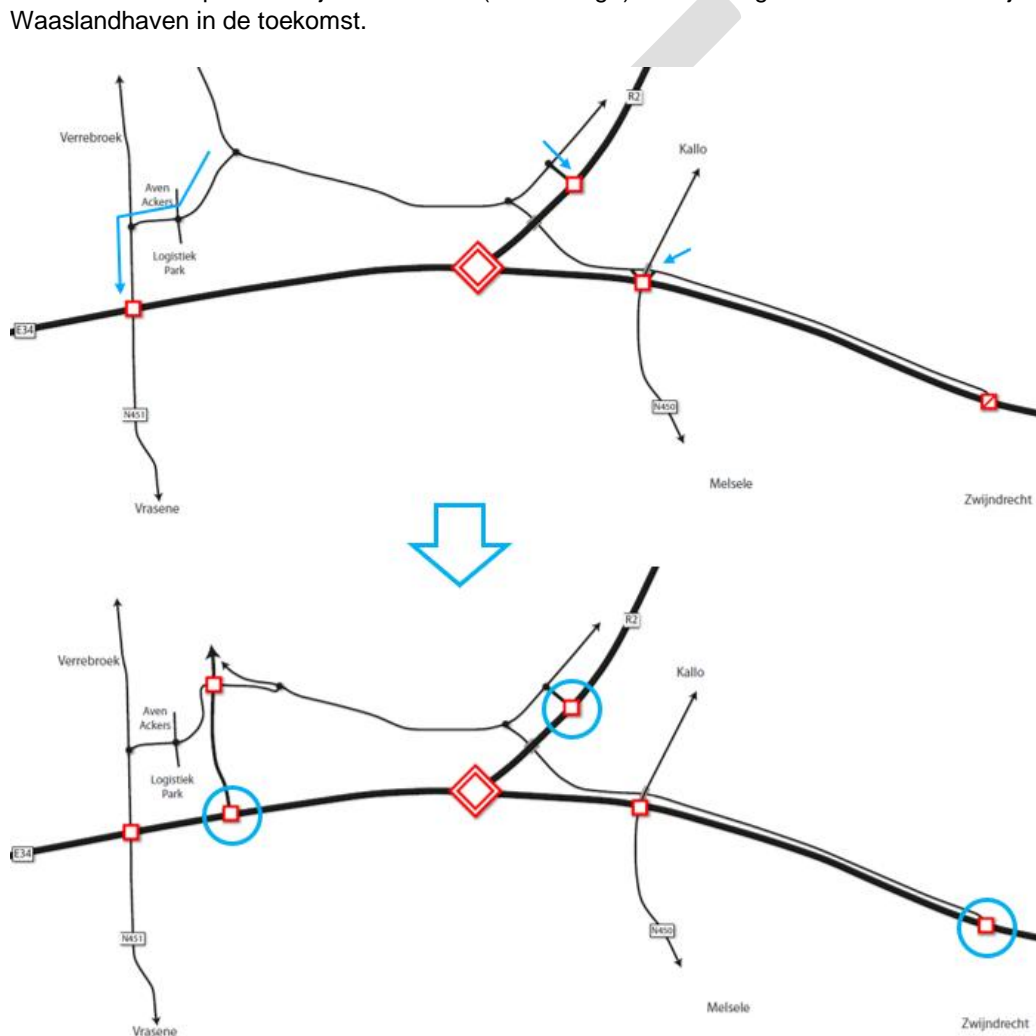 Waaslandhaven in de toekomst.
R2
Verrebroek
Kallo
Aven
Ackers
Logistiek
Park
E34
N451
N450
Melsele
Zwijndrecht
Vrasene
R2
Verrebroek
Kallo
Aven
Ackers
Logistiek
Park
E34
N451
N450
Melsele
Zwijndrecht
Vrasene